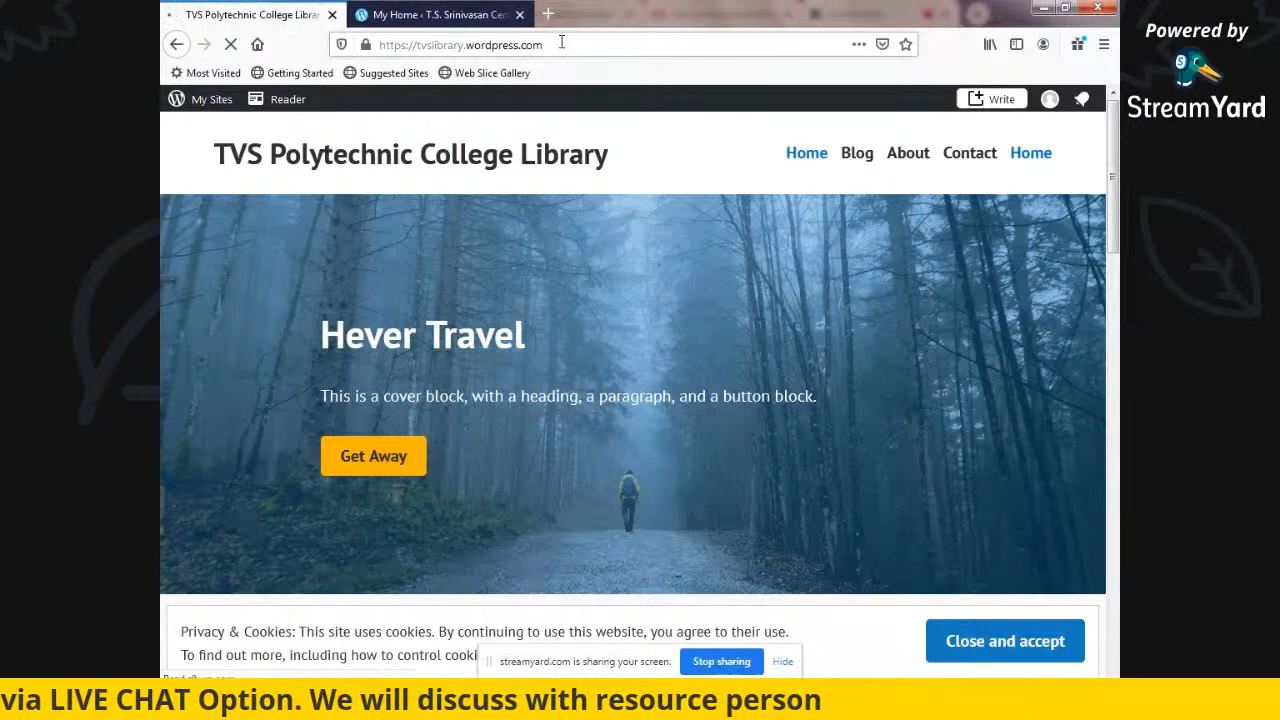 TVS Polytechnic College Librar
My Home ‹ T.S. Srinivasan Cen
https://tvslibrary.wordpress.com
Most Visited
Getting Started
Suggested Sites
Web Slice Gallery
My Sites
Reader
Write
TVS Polytechnic College Library
Home Blog About Contact Home
Hever Travel
This is a cover block, with a heading, a paragraph, and a button block.
Get Away
Privacy & Cookies: This site uses cookies. By continuing to use this website, you agree to their use.
To find out more, including how to control cooki
Close and accept
streamyard.com is sharing your screen.
Stop sharing
Hide
Powered by
StreamYard
via LIVE CHAT Option. We will discuss with resource person